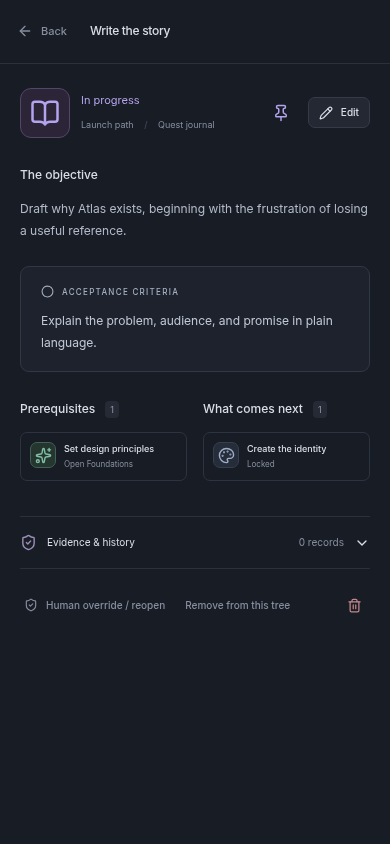 Back Write the story
In progress
Launch path / Quest journal
Edit
The objective
Draft why Atlas exists, beginning with the frustration of losing
a useful reference.
ACCEPTANCE CRITERIA
Explain the problem, audience, and promise in plain
language.
Prerequisites 1
Set design principles
Open Foundations
What comes next 1
Create the identity
Locked
Evidence & history 0 records
Human override / reopen Remove from this tree